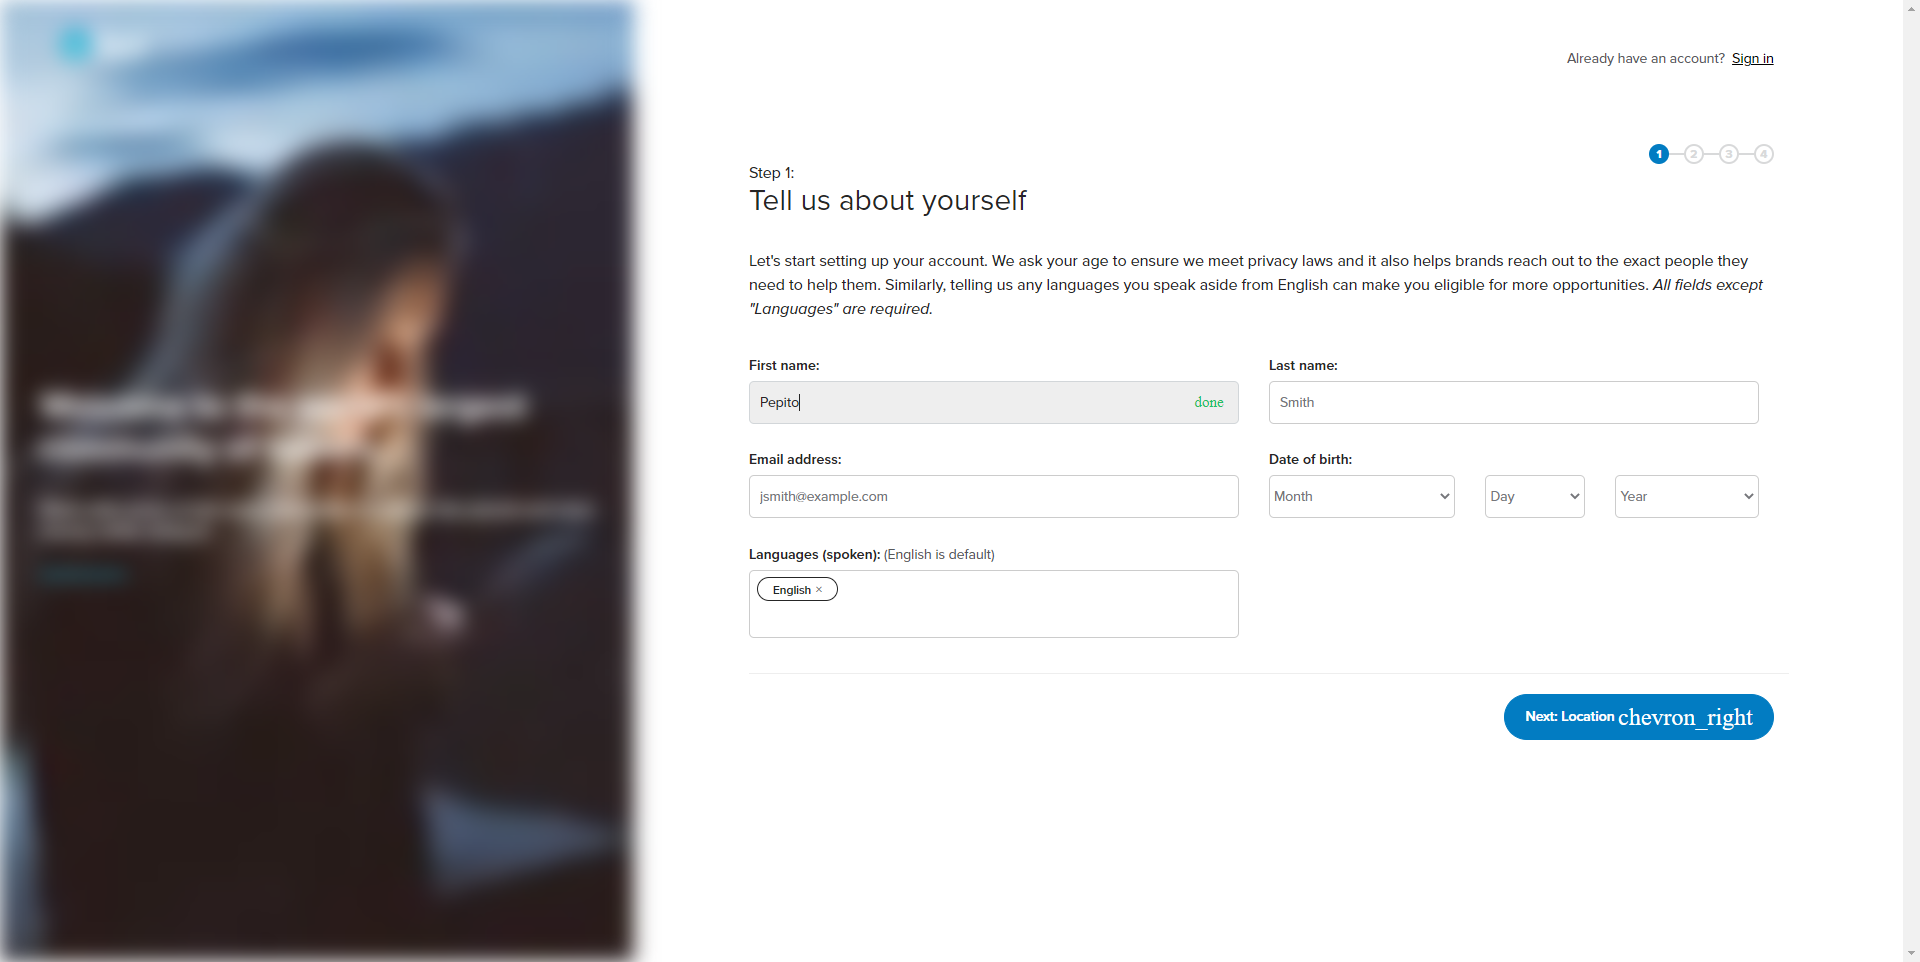 Already have an account? Sign in
1 2 3 4
Step 1:
Tell us about yourself
Let's start setting up your account. We ask your age to ensure we meet privacy laws and it also helps brands reach out to the exact people they
need to help them. Similarly, telling us any languages you speak aside from English can make you eligible for more opportunities. All fields except
"Languages" are required.
First name:
Last name:
Pepito done
Smith
Email address:
Date of birth:
jsmith@example.com
Month Day Year
Languages (spoken): (English is default)
English ×
Next: Location chevron_right